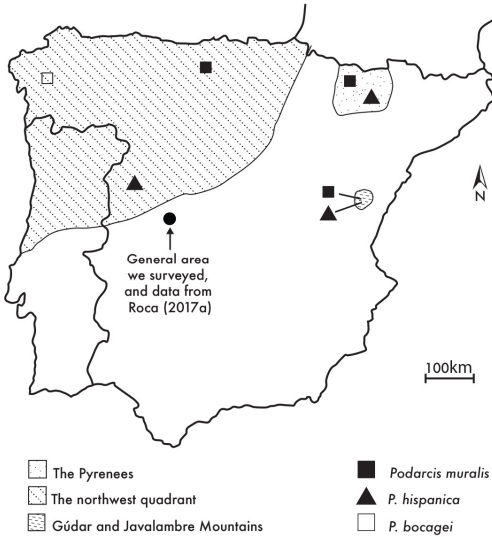 N
General area
we surveyed,
and data from
Roca (2017a)
100km
The Pyrenees
The northwest quadrant
Gúdar and Javalambre Mountains
Podarcis muralis
P. hispanica
P. bocagei